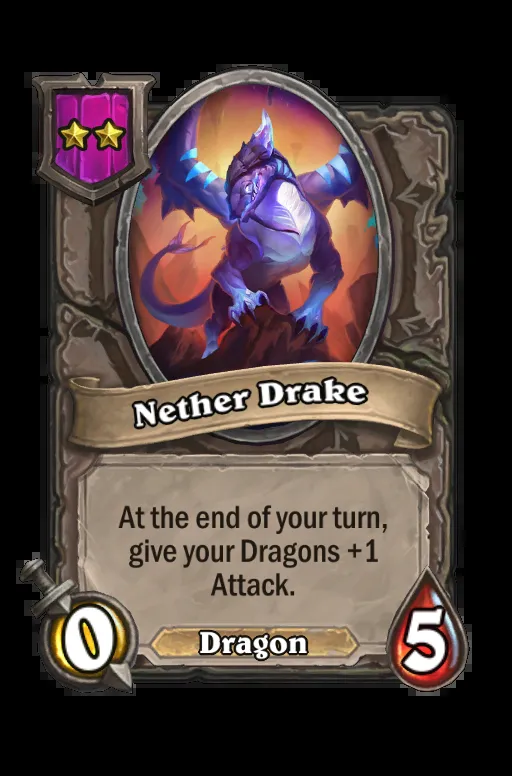 Nether Drake
At the end of your turn,
give your Dragons +1
Attack.
0
Dragon
5